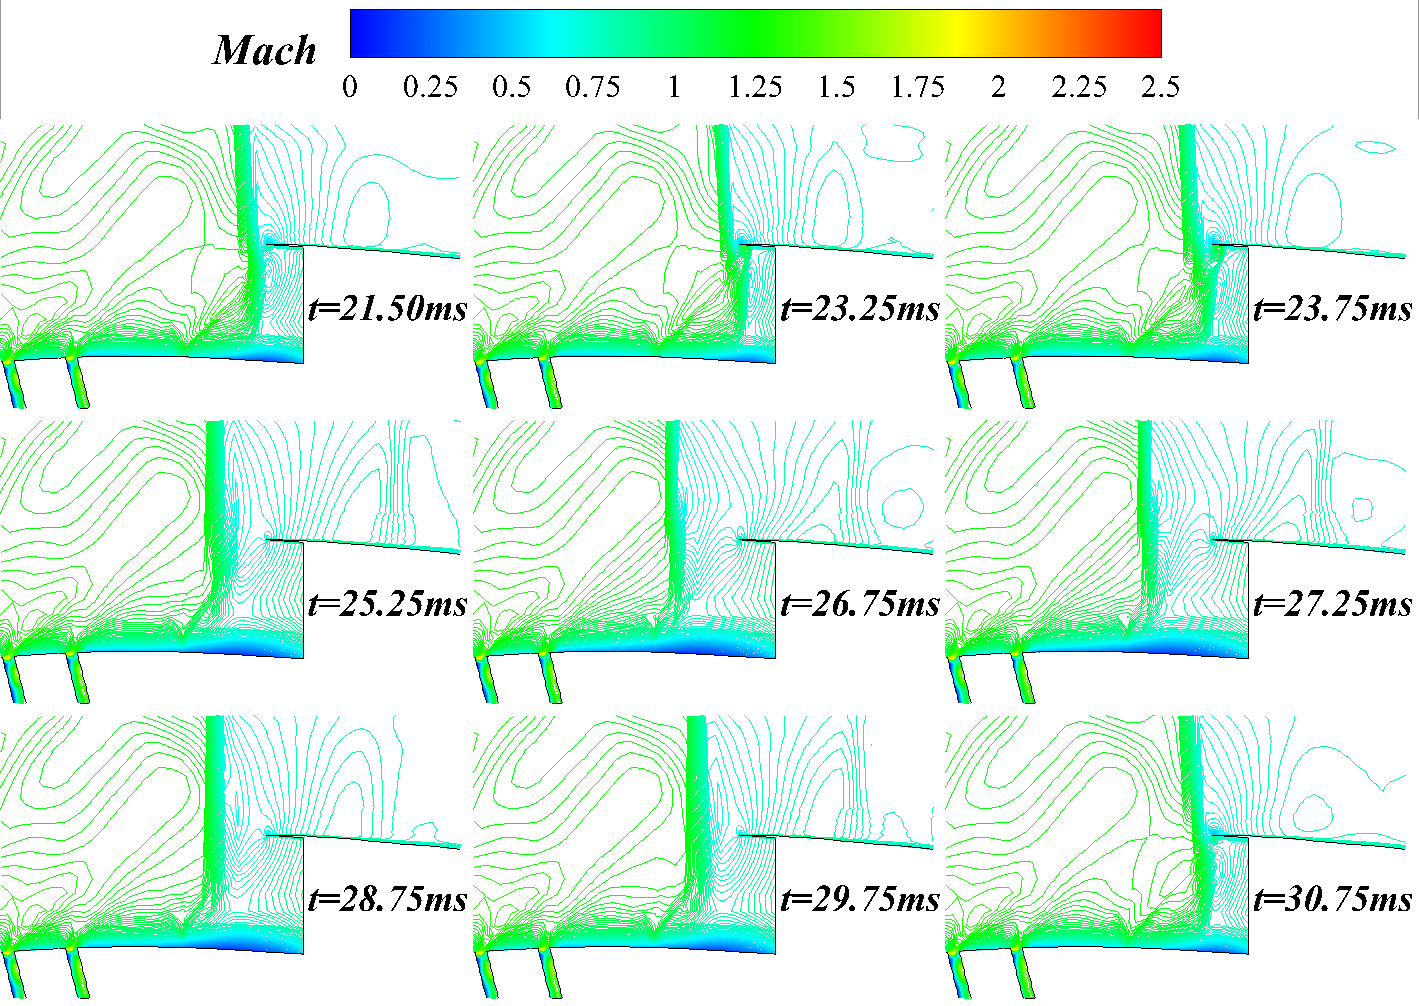 Mach
0 0.25 0.5 0.75 1 1.25 1.5 1.75 2 2.25 2.5
t=21.50ms t=23.25ms t=23.75ms
t=25.25ms t=26.75ms t=27.25ms
t=28.75ms t=29.75ms t=30.75ms